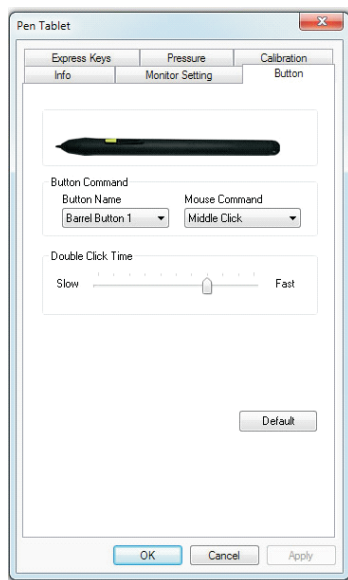 Pen Tablet
Express Keys Pressure Calibration
Info Monitor Setting Button
Button Command
Button Name Mouse Command
Barrel Button 1 Middle Click
Double Click Time
Slow Fast
Default
OK Cancel Apply